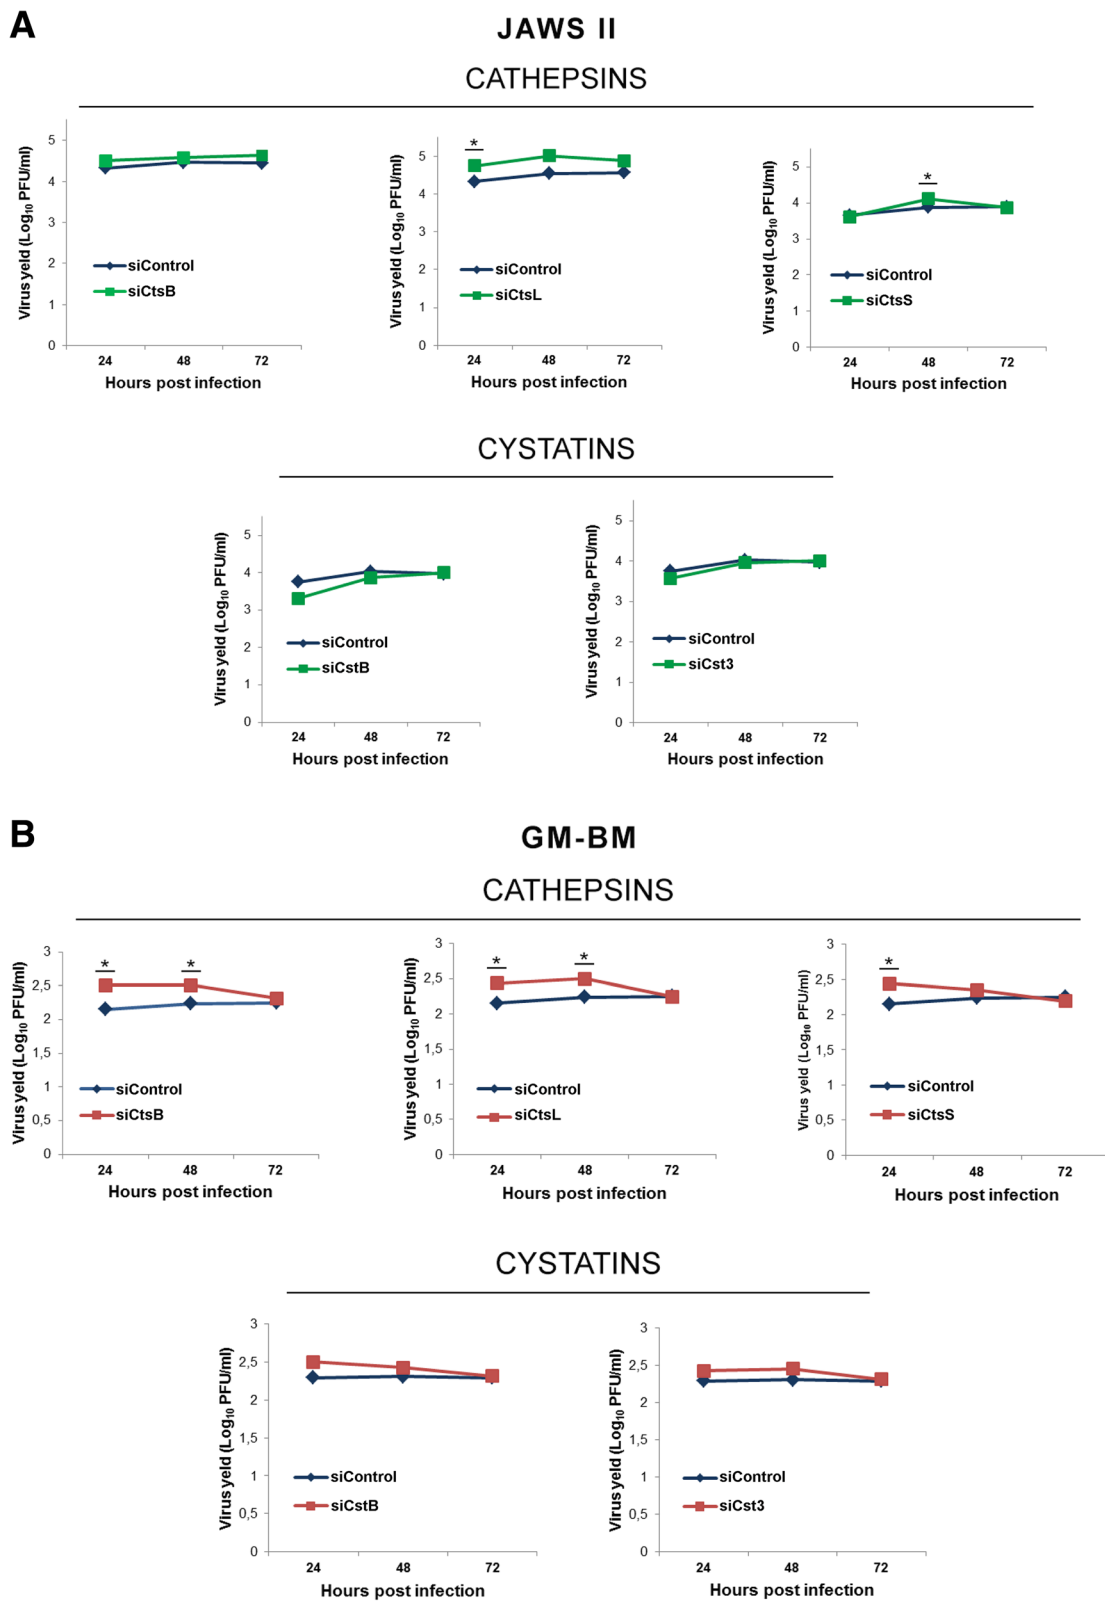 A
JAWS II
CATHEPSINS
Virus yeld (Log10 PFU/ml)
5
4
3
2
1
0
siControl
siCtsB
24 48 72
Hours post infection
Virus yeld (Log10 PFU/ml)
5
4
3
2
1
0
*
siControl
siCtsL
24 48 72
Hours post infection
Virus yeld (Log10 PFU/ml)
5
4
3
2
1
0
*
siControl
siCtsS
24 48 72
Hours post infection
CYSTATINS
Virus yeld (Log10 PFU/ml)
5
4
3
2
1
0
siControl
siCstB
24 48 72
Hours post infection
Virus yeld (Log10 PFU/ml)
5
4
3
2
1
0
siControl
siCst3
24 48 72
Hours post infection
B
GM-BM
CATHEPSINS
Virus yeld (Log10 PFU/ml)
3
2,5
2
1,5
1
0,5
0
* *
siControl
siCtsB
24 48 72
Hours post infection
Virus yeld (Log10 PFU/ml)
3
2,5
2
1,5
1
0,5
0
* *
siControl
siCtsL
24 48 72
Hours post infection
Virus yeld (Log10 PFU/ml)
3
2,5
2
1,5
1
0,5
0
*
siControl
siCtsS
24 48 72
Hours post infection
CYSTATINS
Virus yeld (Log10 PFU/ml)
3
2,5
2
1,5
1
0,5
0
siControl
siCstB
24 48 72
Hours post infection
Virus yeld (Log10 PFU/ml)
3
2,5
2
1,5
1
0,5
0
siControl
siCst3
24 48 72
Hours post infection